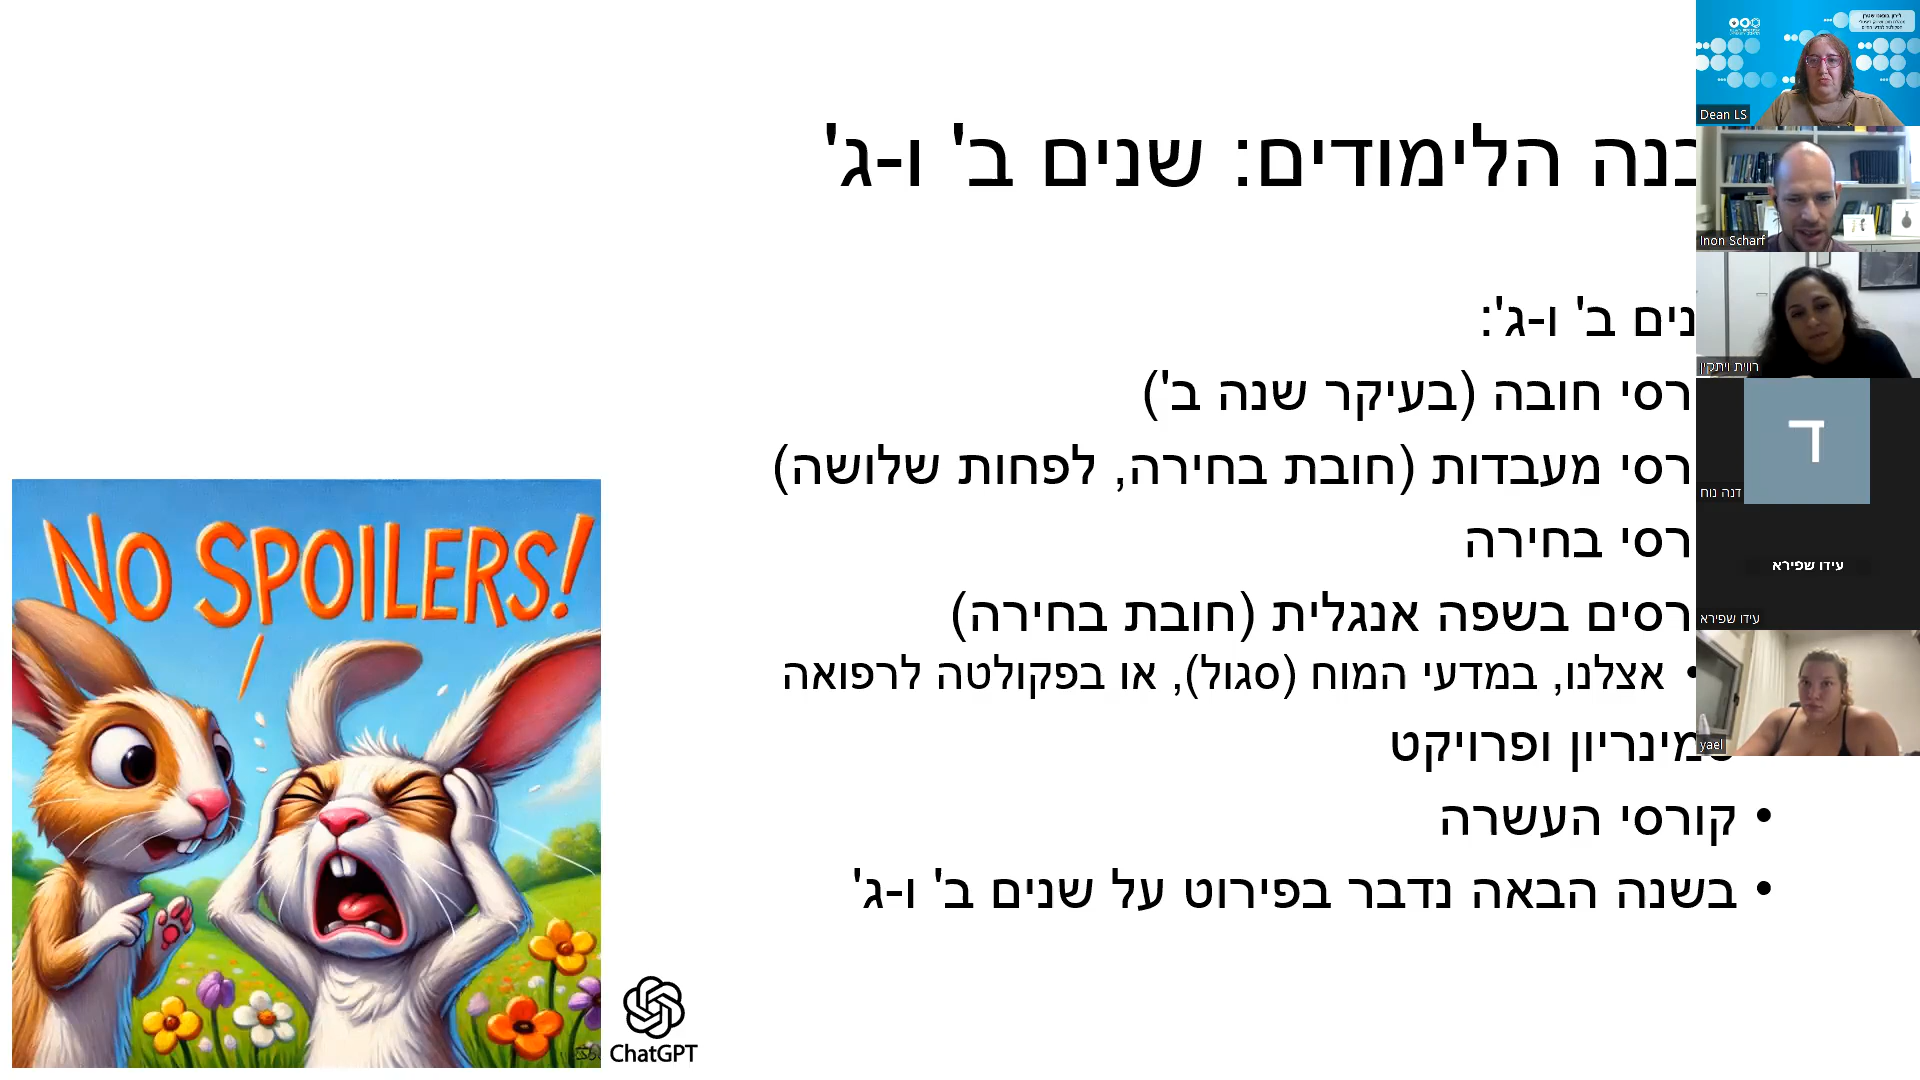 בנה הלימודים: שנים ב' ו-ג'
נים ב' ו-ג':
רסי חובה (בעיקר שנה ב')
רסי מעבדות (חובת בחירה, לפחות שלושה)
רסי בחירה
רסים בשפה אנגלית (חובת בחירה)
• אצלנו, במדעי המוח (סגול), או בפקולטה לרפואה
מינריון ופרויקט
• קורסי העשרה
• בשנה הבאה נדבר בפירוט על שנים ב' ו-ג'
NO SPOILERS!
ChatGPT
Dean LS
Inon Scharf
רווית ויתקין
ד
דנה נוח
עידו שפירא
עידו שפירא
yael